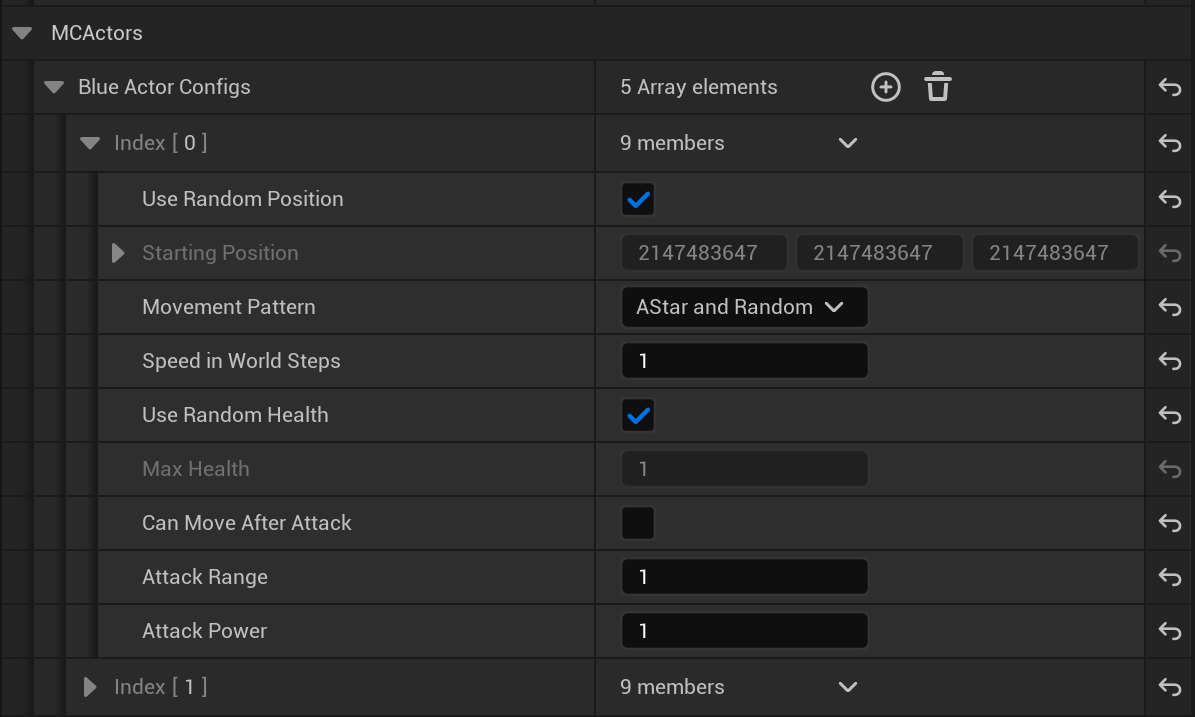 MCActors
Blue Actor Configs 5 Array elements
Index [ 0 ] 9 members
Use Random Position
Starting Position 2147483647 2147483647 2147483647
Movement Pattern AStar and Random
Speed in World Steps 1
Use Random Health
Max Health 1
Can Move After Attack
Attack Range 1
Attack Power 1
Index [ 1 ] 9 members